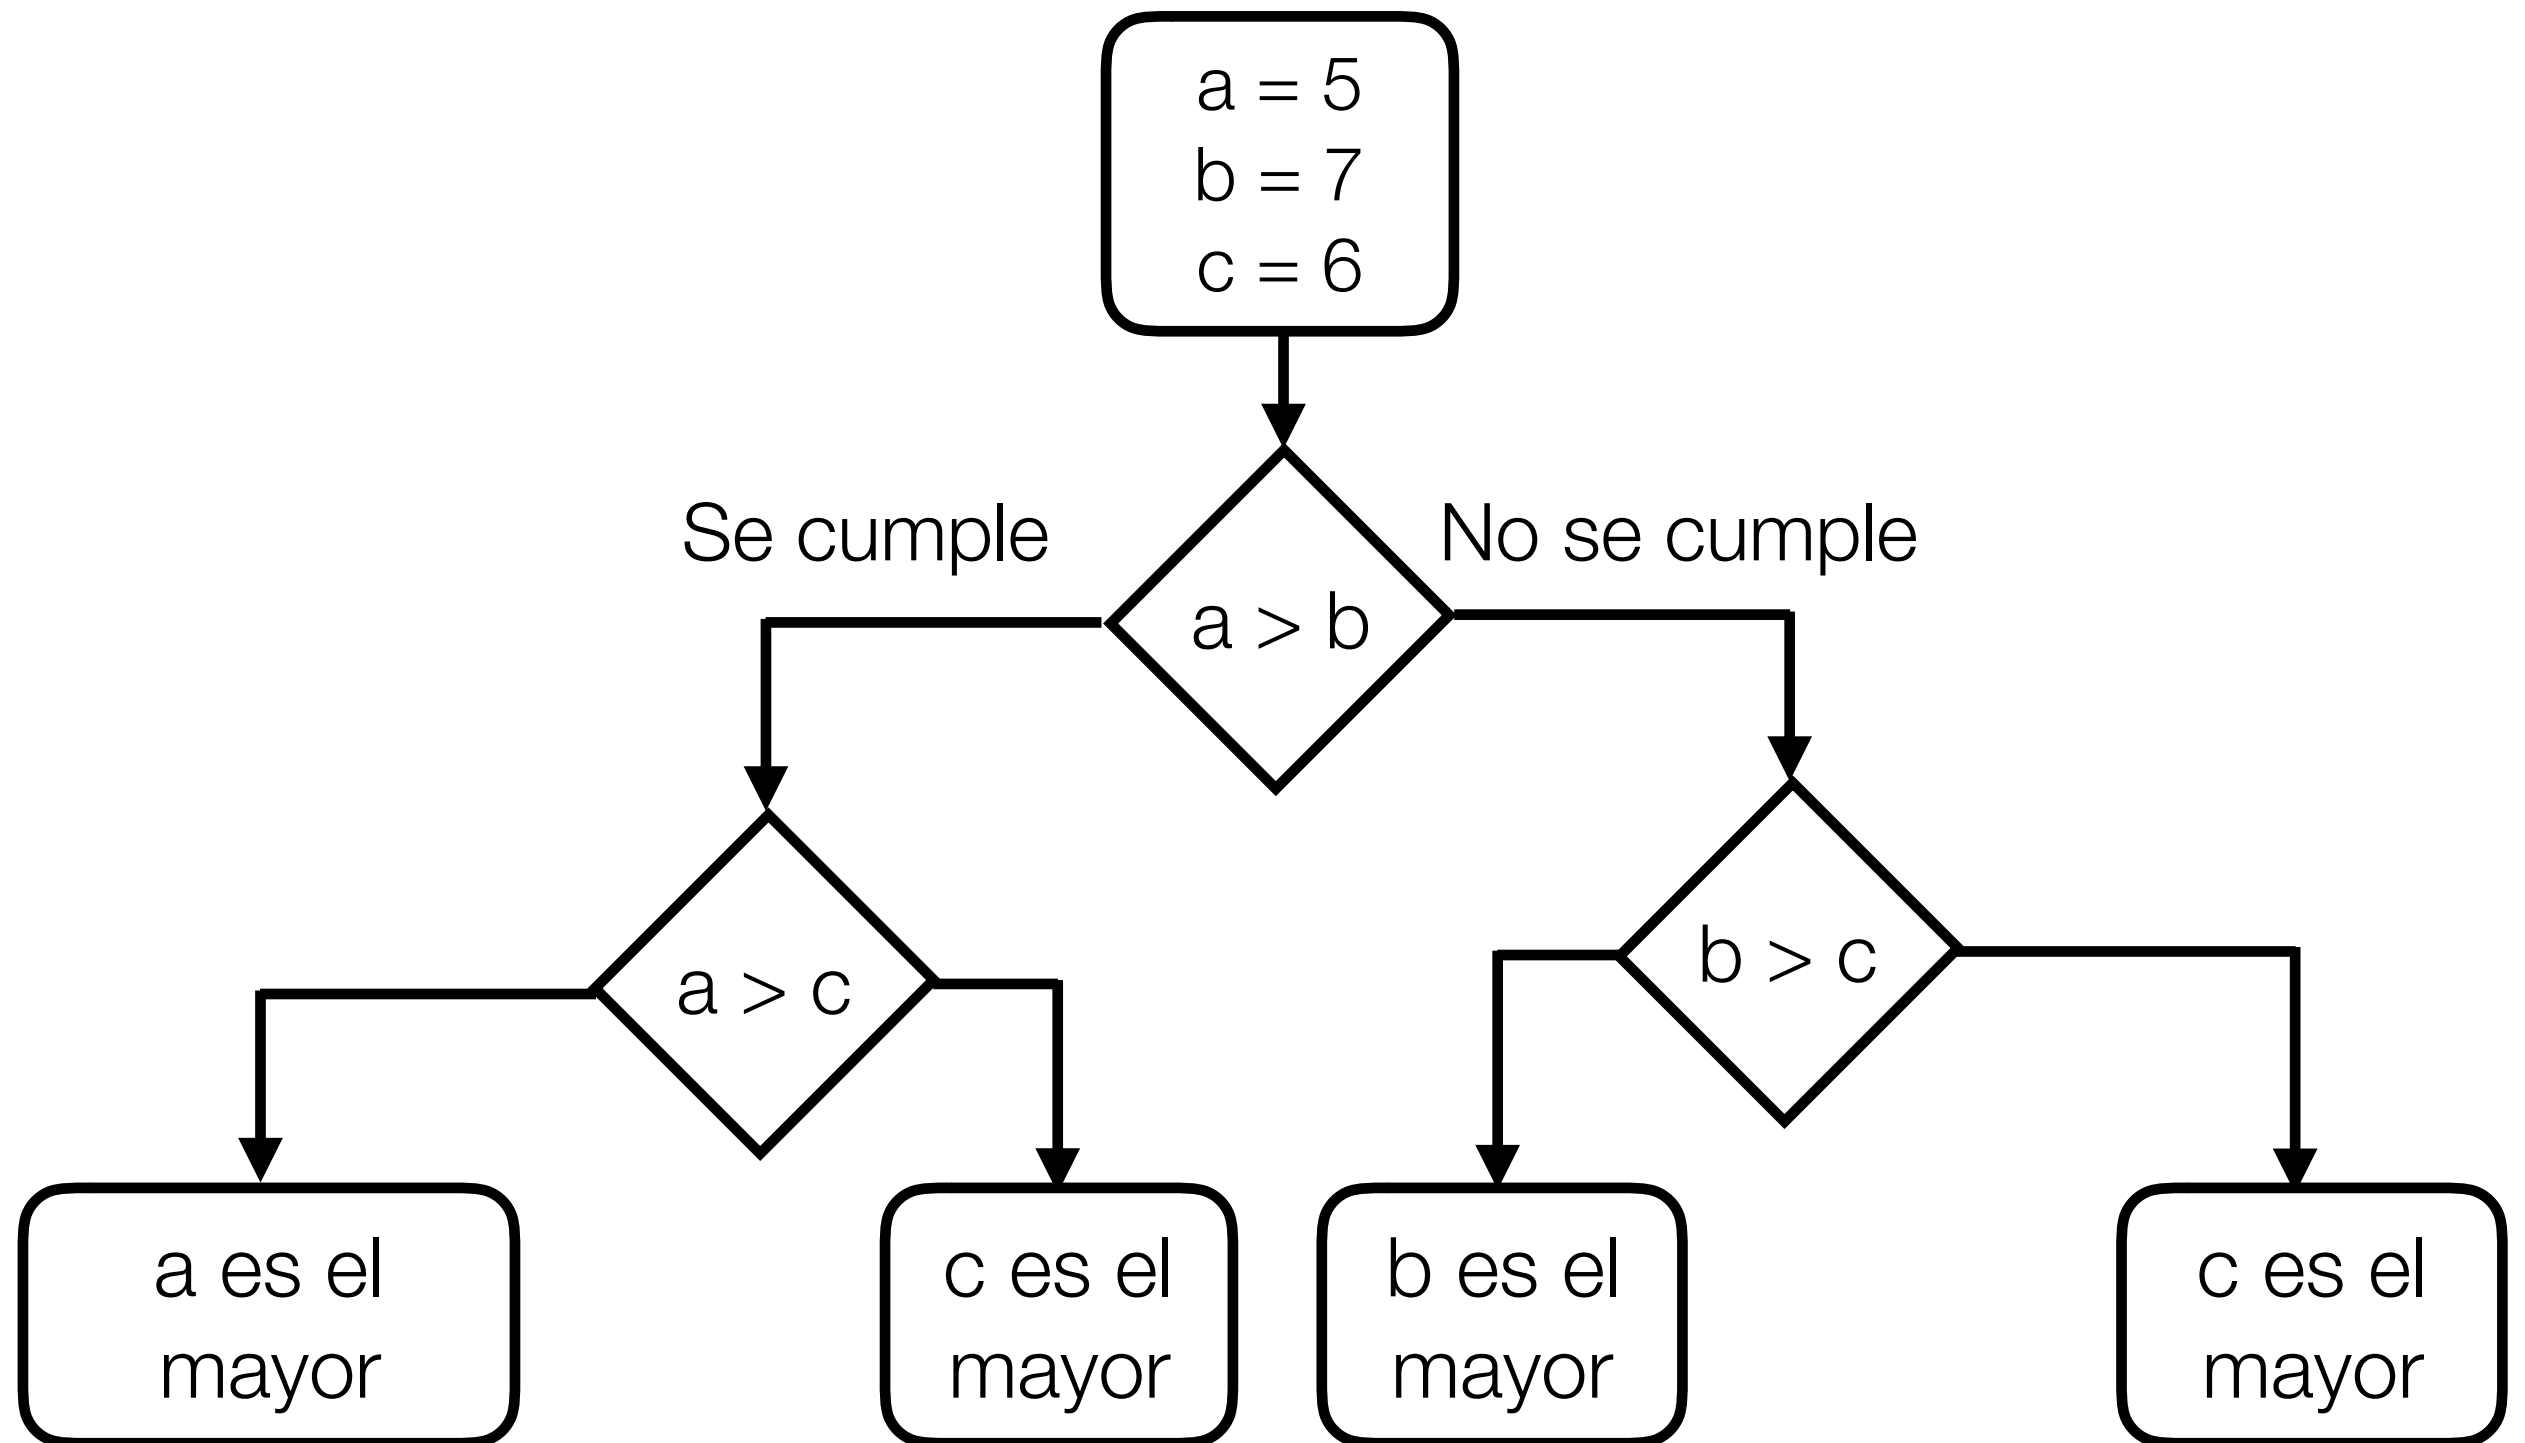 a = 5
b = 7
c = 6
Se cumple
No se cumple
a > b
a > c
b > c
a es el
mayor
c es el
mayor
b es el
mayor
c es el
mayor